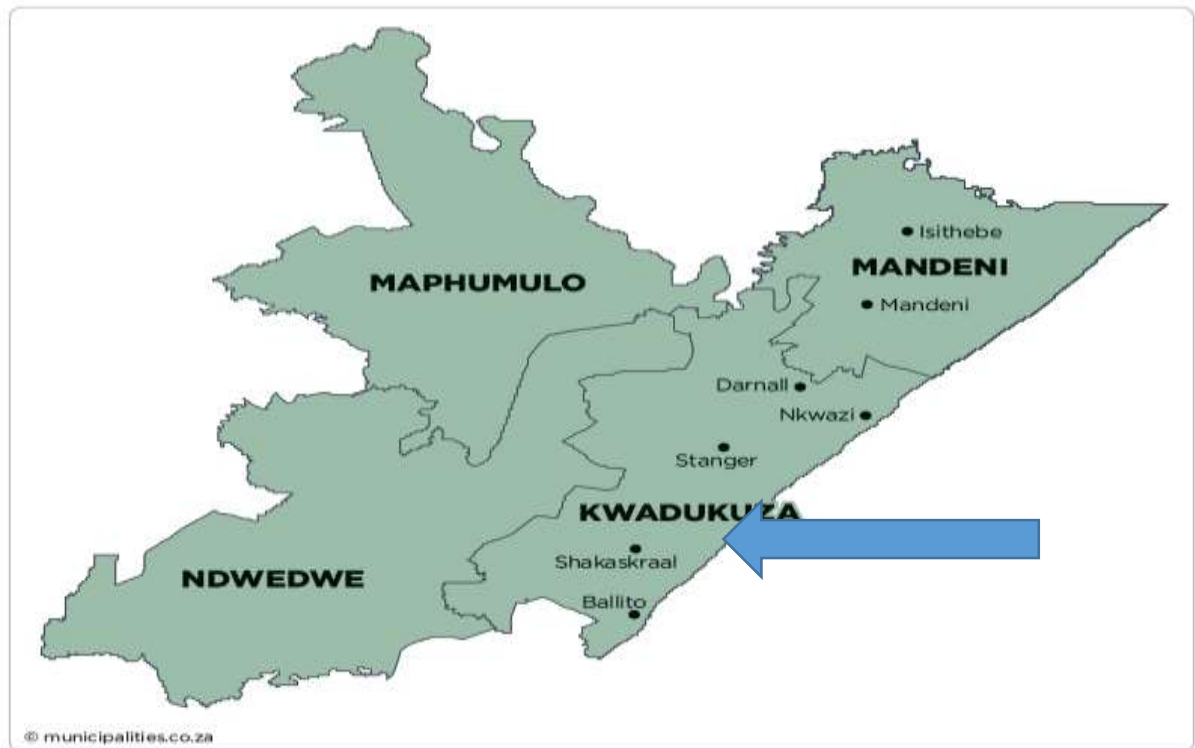 Isithebe
MANDENI
MAPHUMULO
Mandeni
Darnall
Nkwazi
Stanger
KWADUKUZA
Shakaskraal
NDWEDWE
Ballito
© municipalities.co.za